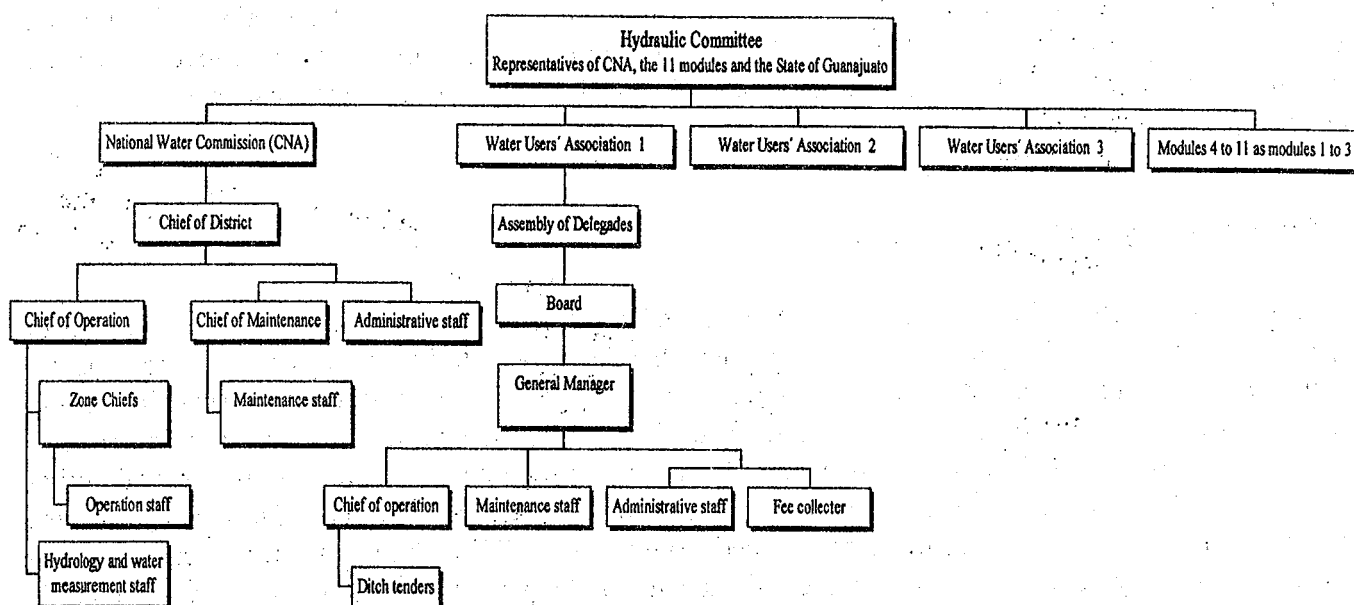 Hydraulic Committee
Representatives of CNA, the 11 modules and the State of Guanajuato
National Water Commission (CNA)
Water Users´ Association 1
Water Users´ Association 2
Water Users´ Association 3
Modules 4 to 11 as modules 1 to 3
Chief of District
Assembly of Delegades
Chief of Operation
Chief of Maintenance
Administrative staff
Board
Zone Chiefs
Maintenance staff
General Manager
Operation staff
Chief of operation
Maintenance staff
Administrative staff
Fee collecter
Hydrology and water
measurement staff
Ditch tenders